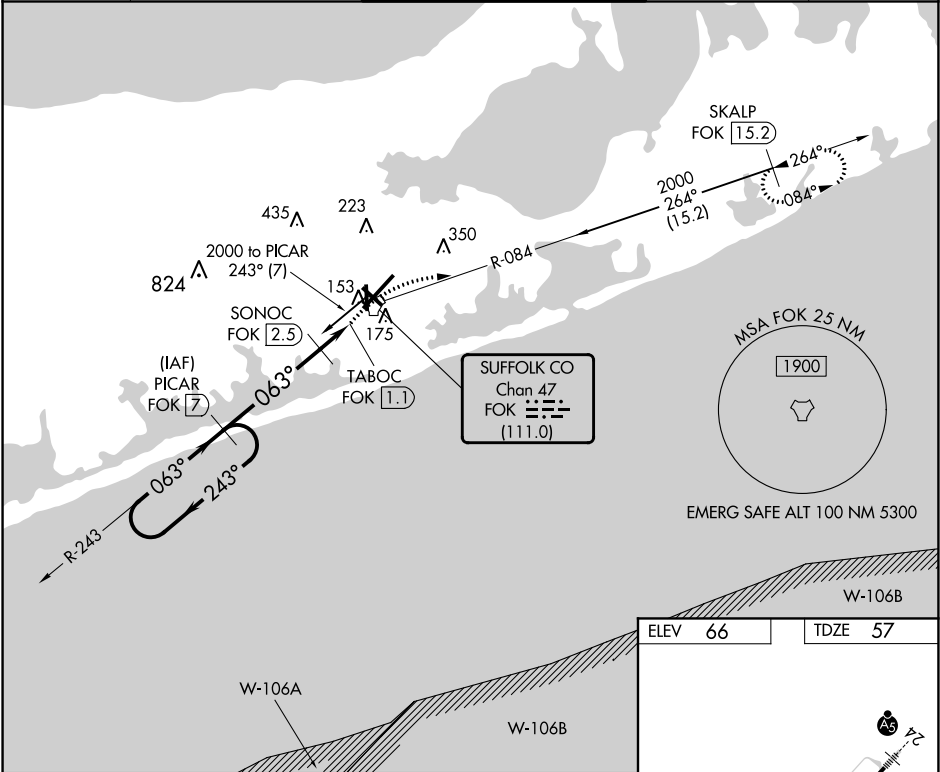 SKALP
FOK 15.2
264°
084°
2000
264°
(15.2)
R-084
435
223
350
2000 to PICAR
243° (7)
824
153
175
SONOC
FOK 2.5
(IAF)
PICAR
FOK 7
063°
TABOC
FOK 1.1
SUFFOLK CO
Chan 47
FOK
(111.0)
MSA FOK 25 NM
1900
EMERG SAFE ALT 100 NM 5300
063°
243°
R-243
W-106B
ELEV 66
TDZE 57
W-106A
W-106B
A5
24